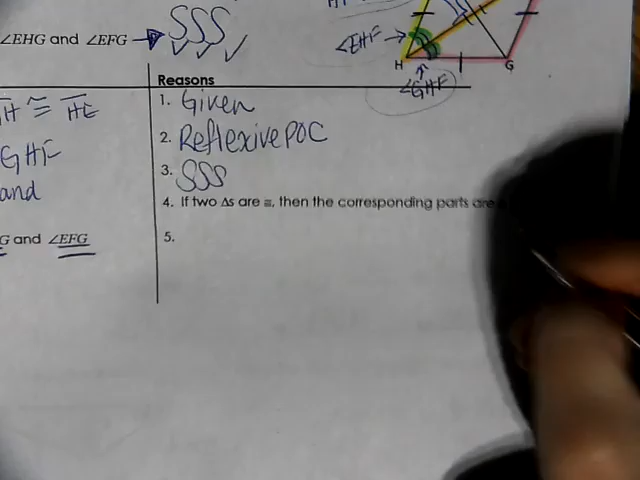 ∠EHG and ∠EFG → SSS
∠EHF →
H G
∠GHF
Reasons
1. Given
HE
2. Reflexive POC
GHF
3. SSS
and
4. If two Δs are ≅, then the corresponding parts are
G and ∠EFG
5.